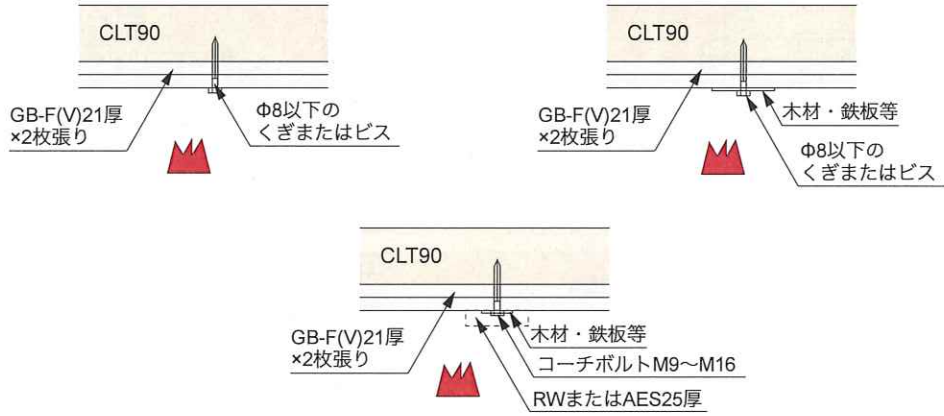 CLT90
GB-F(V)21厚
×2枚張り
Φ8以下の
くぎまたはビス
CLT90
GB-F(V)21厚
×2枚張り
木材・鉄板等
Φ8以下の
くぎまたはビス
CLT90
GB-F(V)21厚
×2枚張り
木材・鉄板等
コーチボルトM9〜M16
RWまたはAES25厚